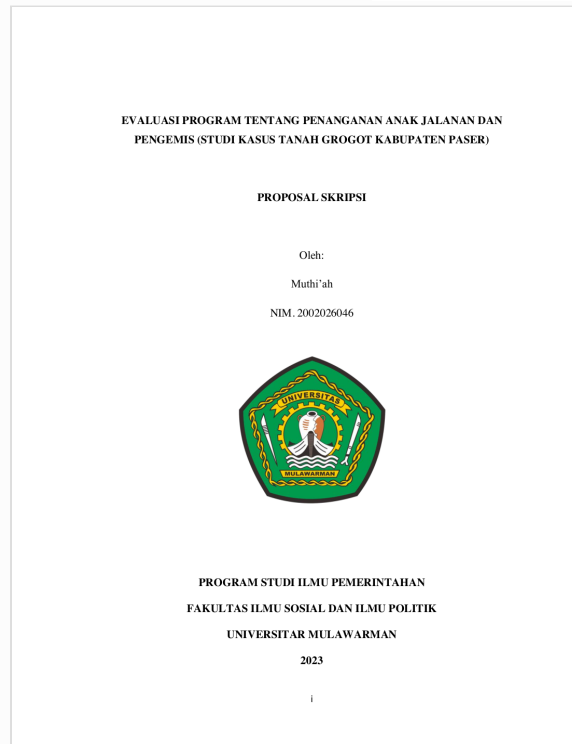 EVALUASI PROGRAM TENTANG PENANGANAN ANAK JALANAN DAN
PENGEMIS (STUDI KASUS TANAH GROGOT KABUPATEN PASER)
PROPOSAL SKRIPSI
Oleh:
Muthi’ah
NIM. 2002026046
UNIVERSITAS
MULAWARMAN
PROGRAM STUDI ILMU PEMERINTAHAN
FAKULTAS ILMU SOSIAL DAN ILMU POLITIK
UNIVERSITAR MULAWARMAN
2023
i